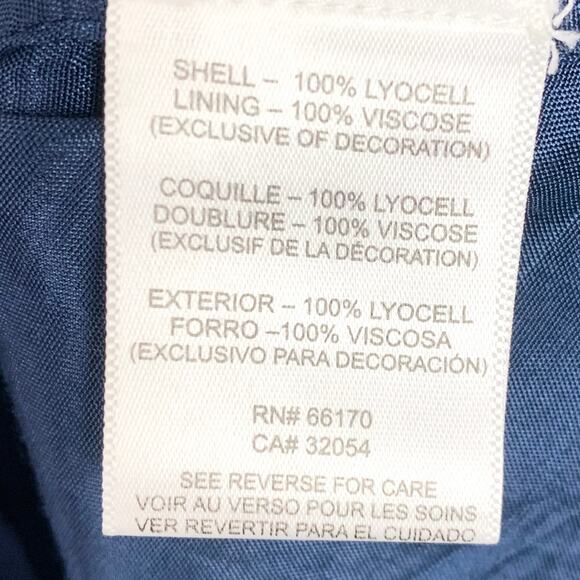 SHELL – 100% LYOCELL
LINING – 100% VISCOSE
(EXCLUSIVE OF DECORATION)
COQUILLE – 100% LYOCELL
DOUBLURE – 100% VISCOSE
(EXCLUSIF DE LA DÉCORATION)
EXTERIOR – 100% LYOCELL
FORRO –100% VISCOSA
(EXCLUSIVO PARA DECORACIÓN)
RN# 66170
CA# 32054
SEE REVERSE FOR CARE
VOIR AU VERSO POUR LES SOINS
VER REVERTIR PARA EL CUIDADO